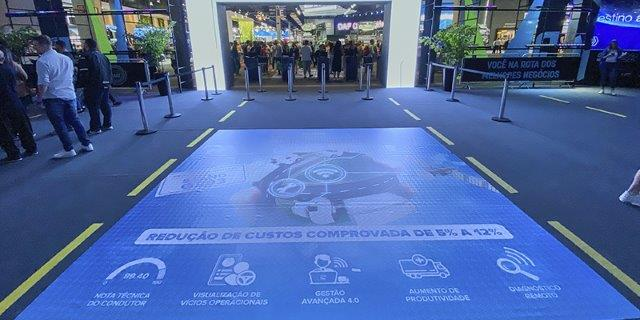 DAF
estino a
VOCÊ NA ROTA DOS
MELHORES NEGÓCIOS
REDUÇÃO DE CUSTOS COMPROVADA DE 5% A 12%
89.40
NOTA TÉCNICA
DO CONDUTOR
VISUALIZAÇÃO DE
VÍCIOS OPERACIONAIS
GESTÃO
AVANÇADA 4.0
AUMENTO DE
PRODUTIVIDADE
DIAGNÓSTICO
REMOTO